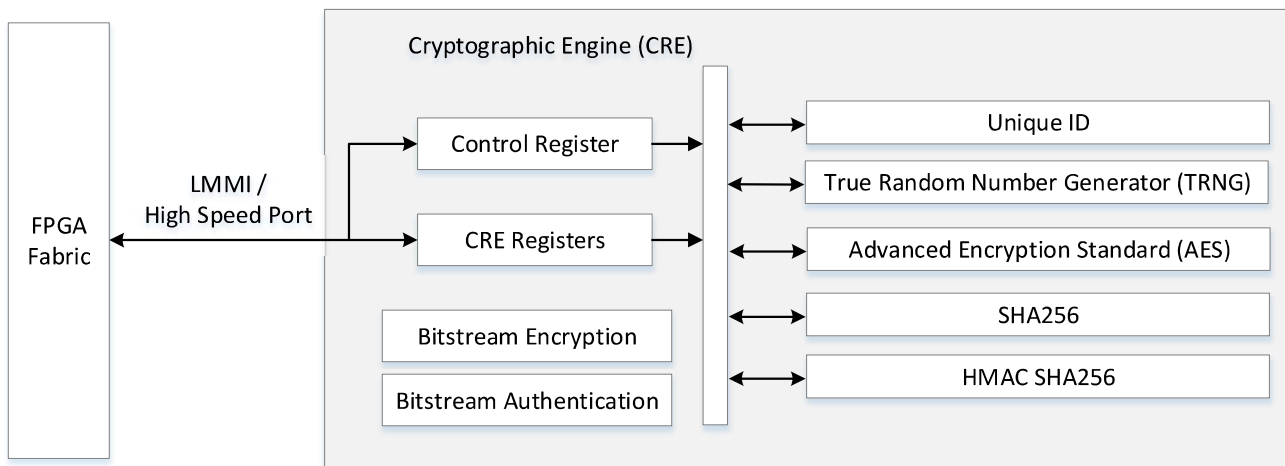 Cryptographic Engine (CRE)
FPGA
Fabric
LMMI /
High Speed Port
Control Register
CRE Registers
Bitstream Encryption
Bitstream Authentication
Unique ID
True Random Number Generator (TRNG)
Advanced Encryption Standard (AES)
SHA256
HMAC SHA256